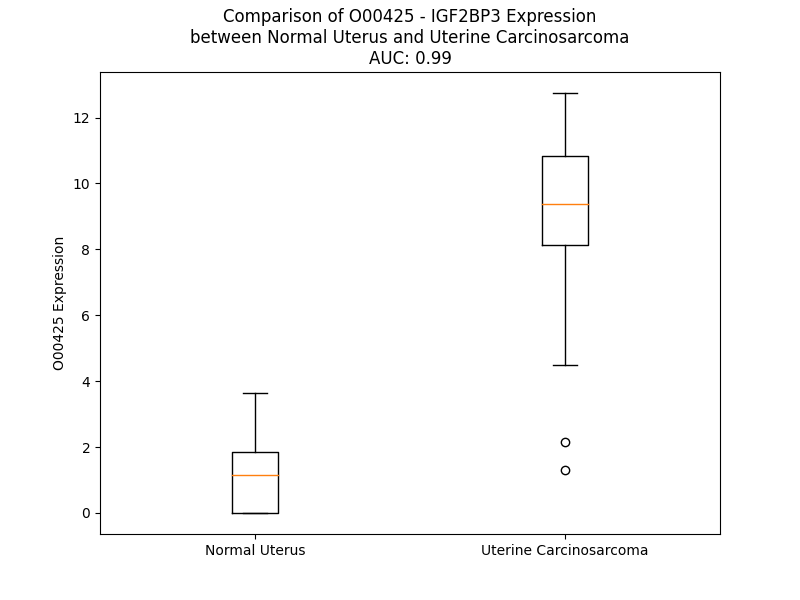 Comparison of O00425 - IGF2BP3 Expression
between Normal Uterus and Uterine Carcinosarcoma
AUC: 0.99
12
10
8
6
4
2
0
O00425 Expression
Normal Uterus
Uterine Carcinosarcoma